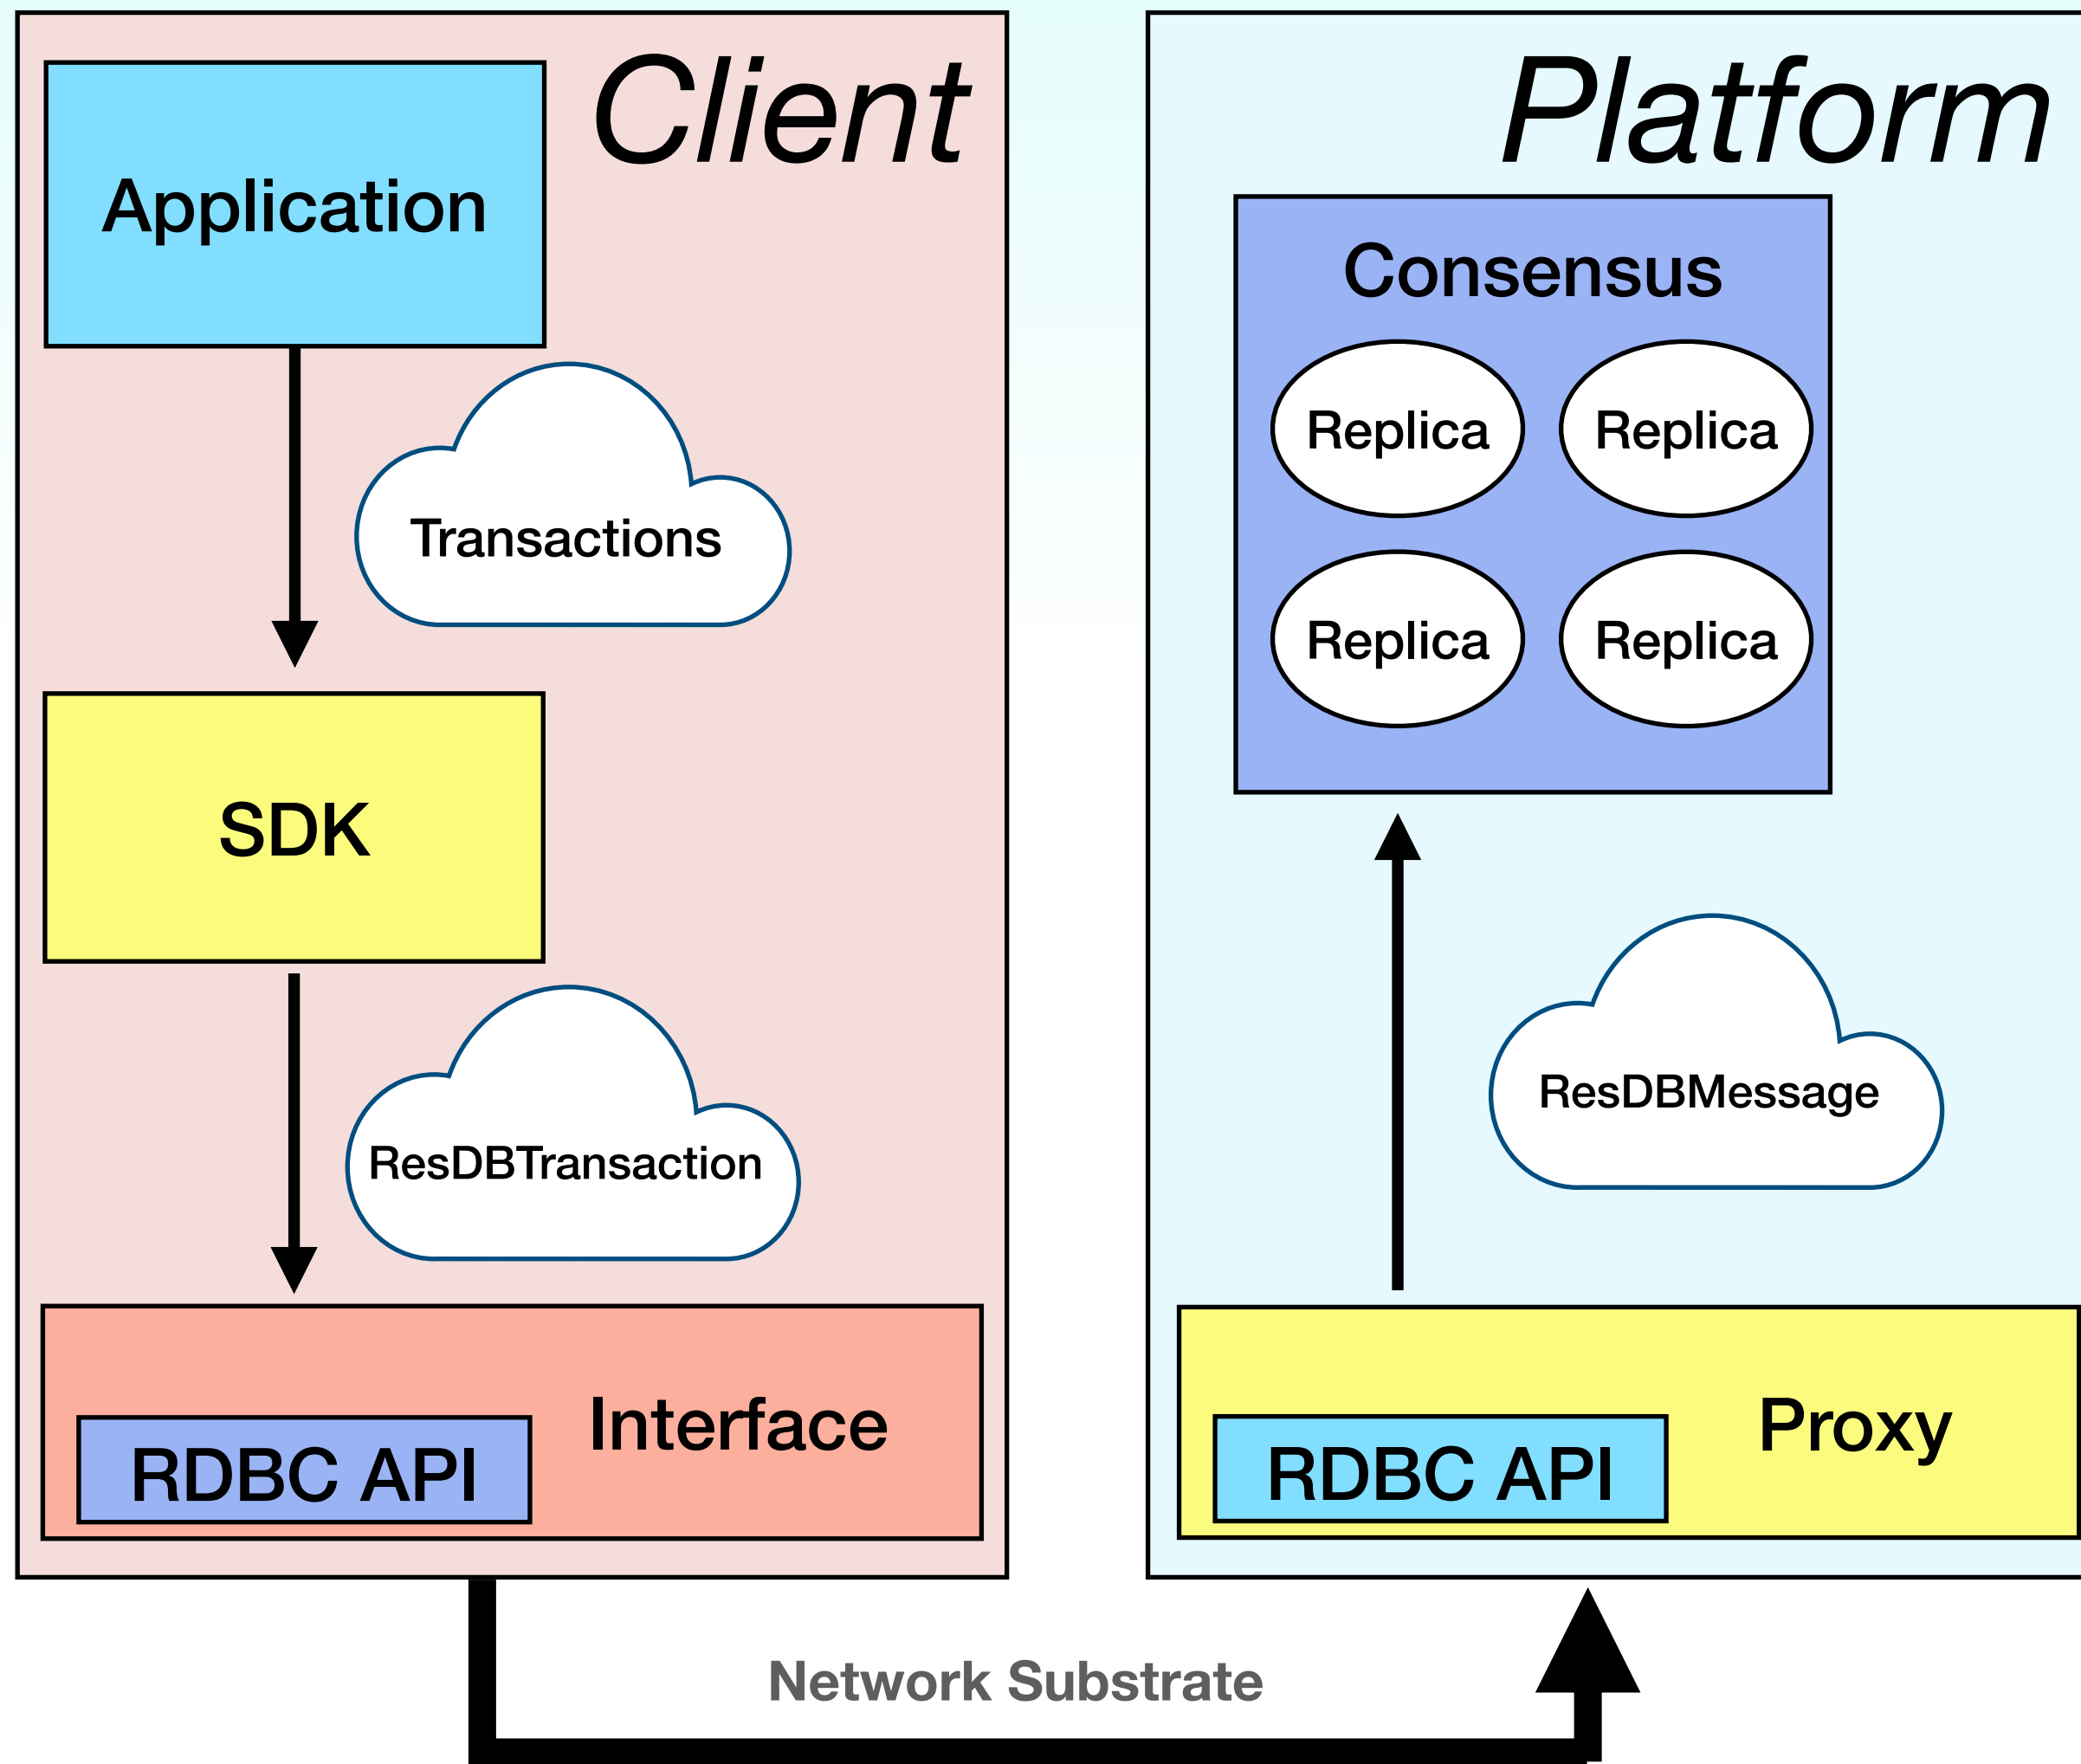 Client
Application
Transactions
SDK
ResDBTransaction
Interface
RDBC API
Platform
Consensus
Replica
Replica
Replica
Replica
ResDBMessage
Proxy
RDBC API
Network Substrate